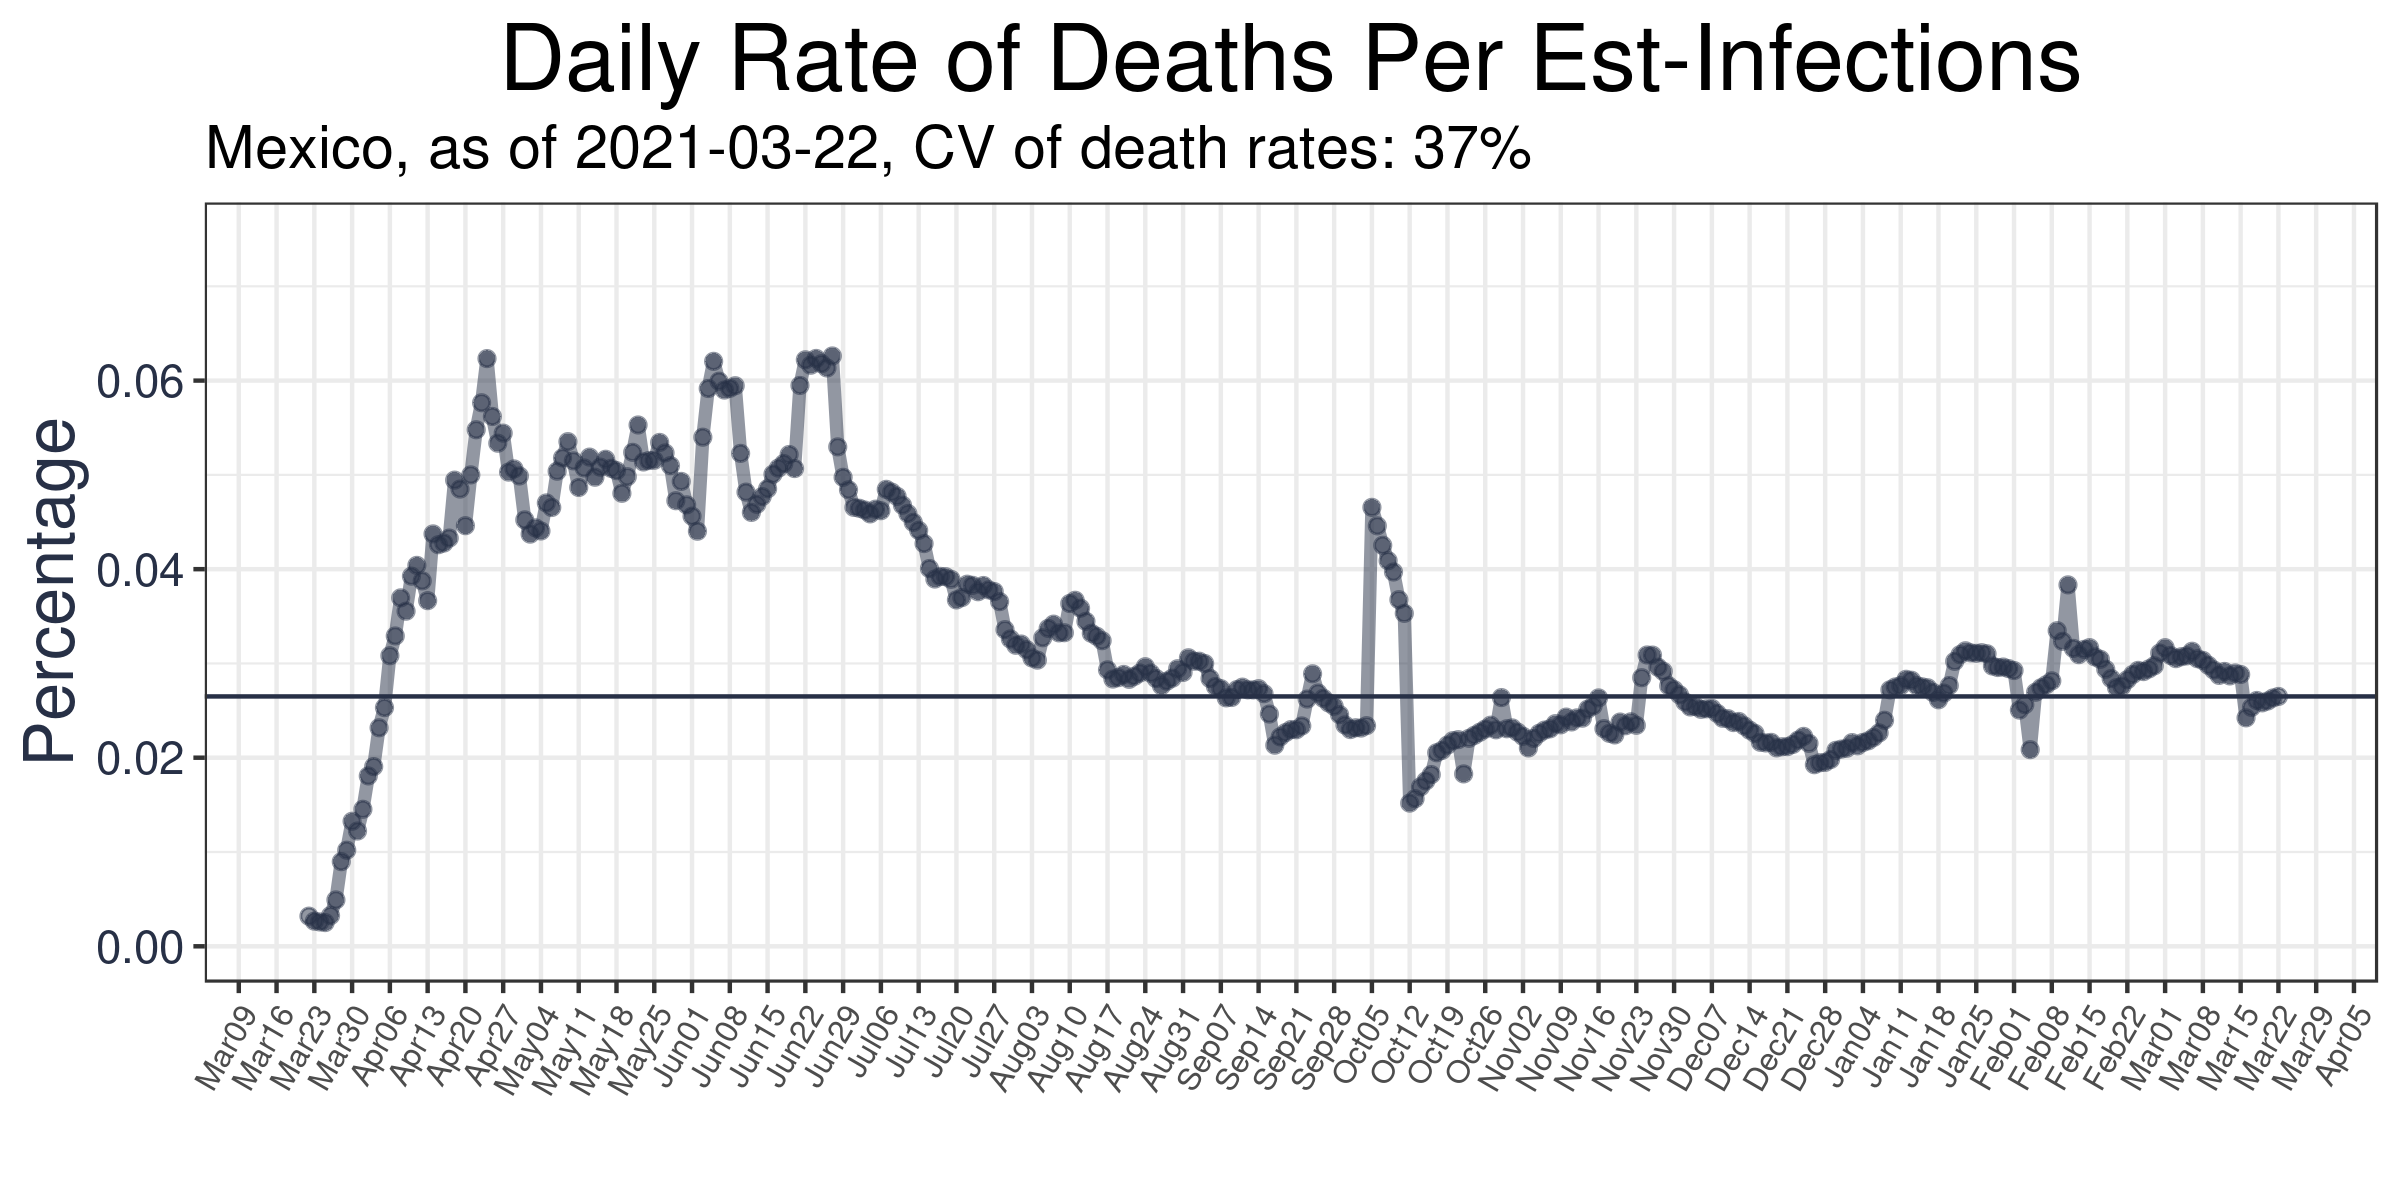 Daily Rate of Deaths Per Est-Infections
Mexico, as of 2021-03-22, CV of death rates: 37%
Percentage
0.06
0.04
0.02
0.00
Mar09
Mar16
Mar23
Mar30
Apr06
Apr13
Apr20
Apr27
May04
May11
May18
May25
Jun01
Jun08
Jun15
Jun22
Jun29
Jul06
Jul13
Jul20
Jul27
Aug03
Aug10
Aug17
Aug24
Aug31
Sep07
Sep14
Sep21
Sep28
Oct05
Oct12
Oct19
Oct26
Nov02
Nov09
Nov16
Nov23
Nov30
Dec07
Dec14
Dec21
Dec28
Dec04
Jan11
Jan11
Jan18
Jan25
Feb01
Feb08
Feb15
Feb22
Mar01
Mar08
Mar15
Mar22
Mar29
Apr05